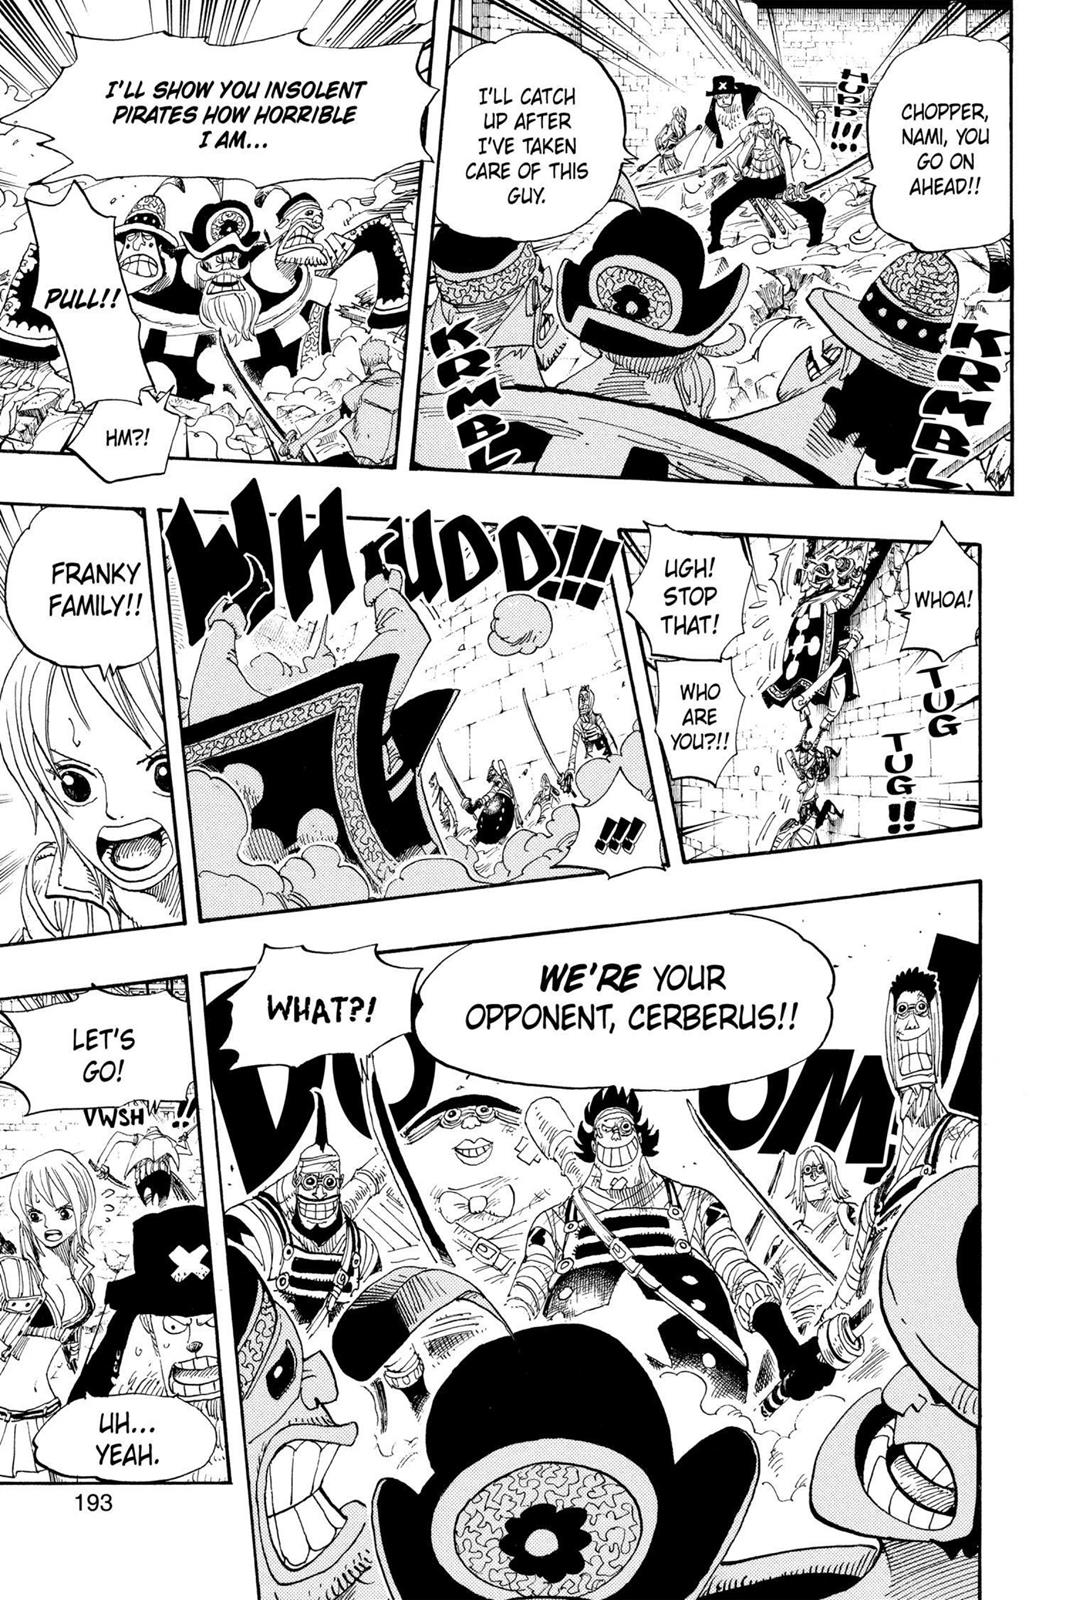 CHOPPER,
NAMI, YOU
GO ON
AHEAD!!
HUPP!!!
I'LL CATCH
UP AFTER
I'VE TAKEN
CARE OF THIS
GUY.
KRMBL
KRMBL
I'LL SHOW YOU INSOLENT
PIRATES HOW HORRIBLE
I AM...
PULL!!
HM?!
WHOA!
UGH!
STOP
THAT!
WHO
ARE
YOU?!!
TUG
TUG!!
WHUDD!!!
!!!
FRANKY
FAMILY!!
WE'RE YOUR
OPPONENT, CERBERUS!!
WHAT?!
DOOM!
LET'S
GO!
VWSH!!
UH...
YEAH.
193